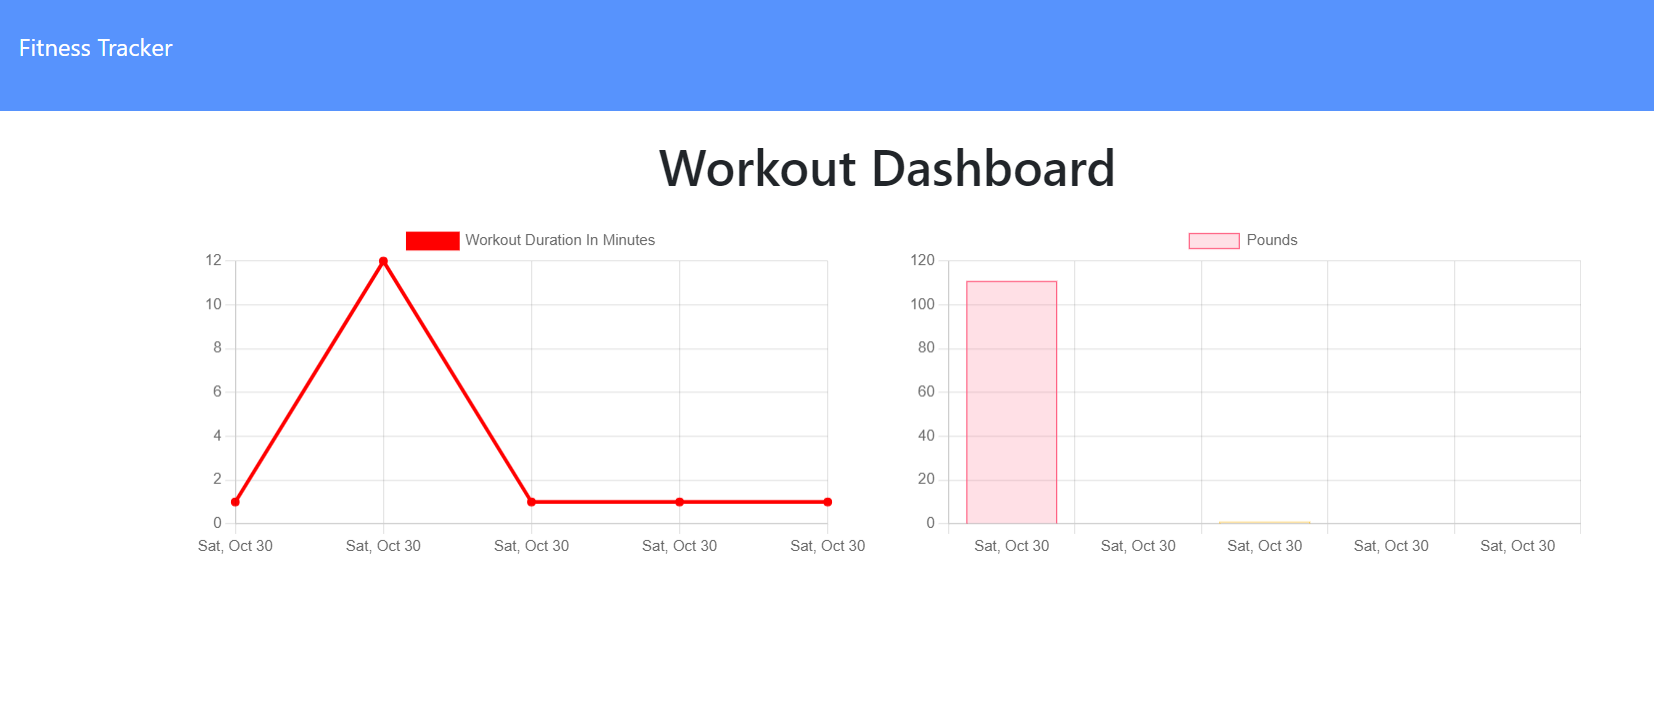 Fitness Tracker
Workout Dashboard
Workout Duration In Minutes
12
10
8
6
4
2
0
Sat, Oct 30 Sat, Oct 30 Sat, Oct 30 Sat, Oct 30 Sat, Oct 30
Pounds
120
100
80
60
40
20
0
Sat, Oct 30 Sat, Oct 30 Sat, Oct 30 Sat, Oct 30 Sat, Oct 30